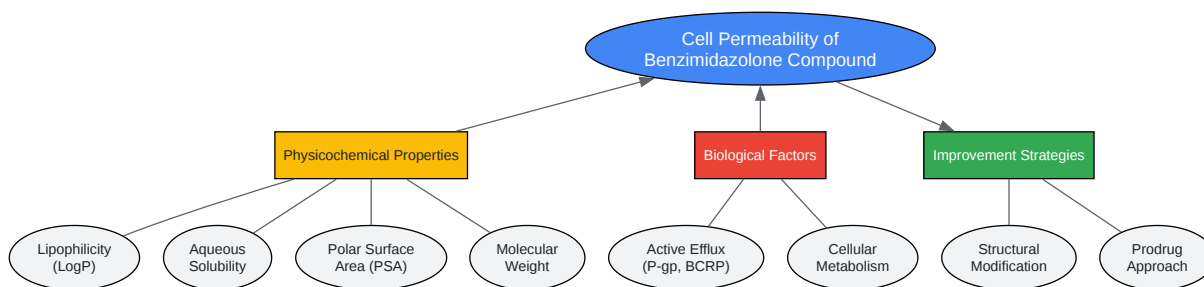 Cell Permeability of
Benzimidazolone Compound
Physicochemical Properties
Biological Factors
Improvement Strategies
Lipophilicity
(LogP)
Aqueous
Solubility
Polar Surface
Area (PSA)
Molecular
Weight
Active Efflux
(P-gp, BCRP)
Cellular
Metabolism
Structural
Modification
Prodrug
Approach